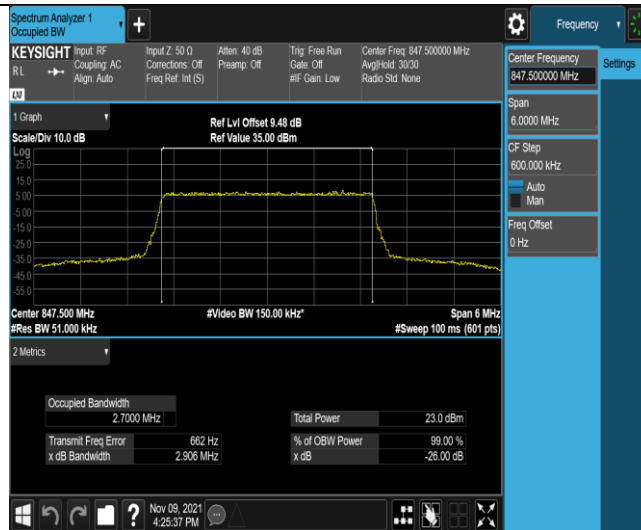 Spectrum Analyzer 1
Occupied BW
Frequency
KEYSIGHT
RL
LXI
Input: RF
Coupling: AC
Align: Auto
Input Z: 50 Ω
Corrections: Off
Freq Ref: Int (S)
Atten: 40 dB
Preamp: Off
Trig: Free Run
Gate: Off
#IF Gain: Low
Center Freq: 847.500000 MHz
Avg|Hold: 30/30
Radio Std: None
Center Frequency
847.500000 MHz
Settings
Span
6.0000 MHz
CF Step
600.000 kHz
Auto
Man
Freq Offset
0 Hz
1 Graph
Scale/Div 10.0 dB
Ref Lvl Offset 9.48 dB
Ref Value 35.00 dBm
Log
25.0
15.0
5.00
-5.00
-15.0
-25.0
-35.0
-45.0
-55.0
Center 847.500 MHz
#Res BW 51.000 kHz
#Video BW 150.00 kHz*
Span 6 MHz
#Sweep 100 ms (601 pts)
2 Metrics
Occupied Bandwidth
2.7000 MHz
Total Power 23.0 dBm
Transmit Freq Error 662 Hz
% of OBW Power 99.00 %
x dB Bandwidth 2.906 MHz
x dB -26.00 dB
?
Nov 09, 2021
4:25:37 PM